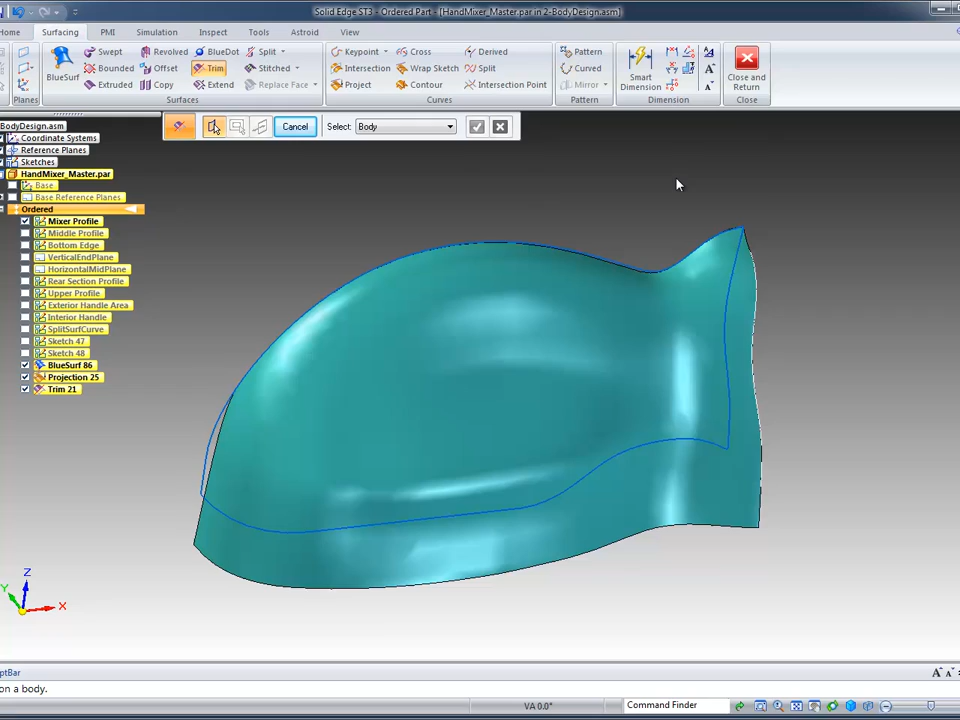 Solid Edge ST3 - Ordered Part - [HandMixer_Master.par in 2-BodyDesign.asm]
Home Surfacing PMI Simulation Inspect Tools Astroid View
Swept Revolved BlueDot Split Keypoint Cross Derived Pattern
BlueSurf Bounded Offset Trim Stitched Intersection Wrap Sketch Split Curved Smart Dimension Close and Return
Extruded Copy Extend Replace Face Project Contour Intersection Point Mirror
Planes Surfaces Curves Pattern Dimension Close
Cancel Select: Body
BodyDesign.asm
Coordinate Systems
Reference Planes
Sketches
HandMixer_Master.par
Base
Base Reference Planes
Ordered
Mixer Profile
Middle Profile
Bottom Edge
VerticalEndPlane
HorizontalMidPlane
Rear Section Profile
Upper Profile
Exterior Handle Area
Interior Handle
SplitSurfCurve
Sketch 47
Sketch 48
BlueSurf 86
Projection 25
Trim 21
Z
Y
X
ptBar
on a body.
VA 0.0° Command Finder